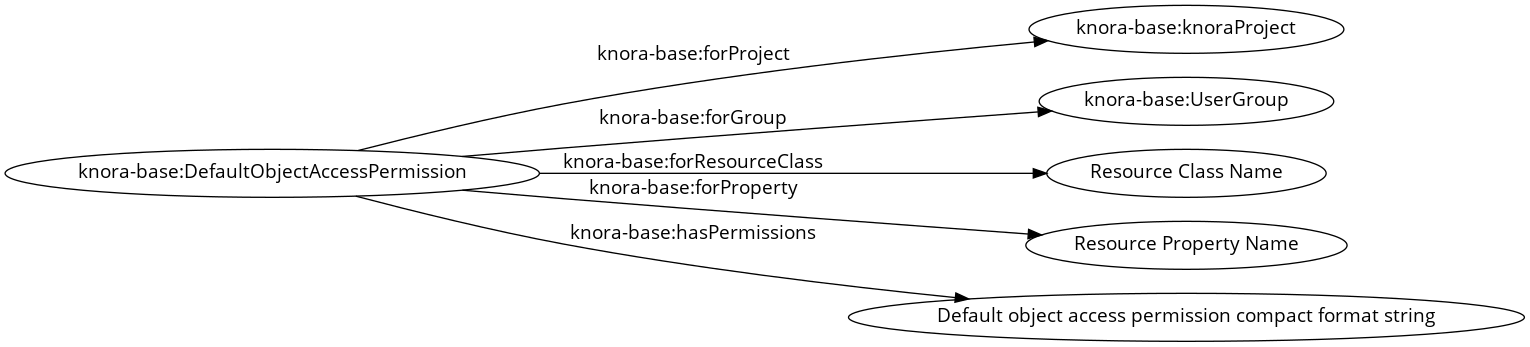 knora-base:knoraProject
knora-base:forProject
knora-base:UserGroup
knora-base:forGroup
knora-base:DefaultObjectAccessPermission
knora-base:forResourceClass
Resource Class Name
knora-base:forProperty
Resource Property Name
knora-base:hasPermissions
Default object access permission compact format string